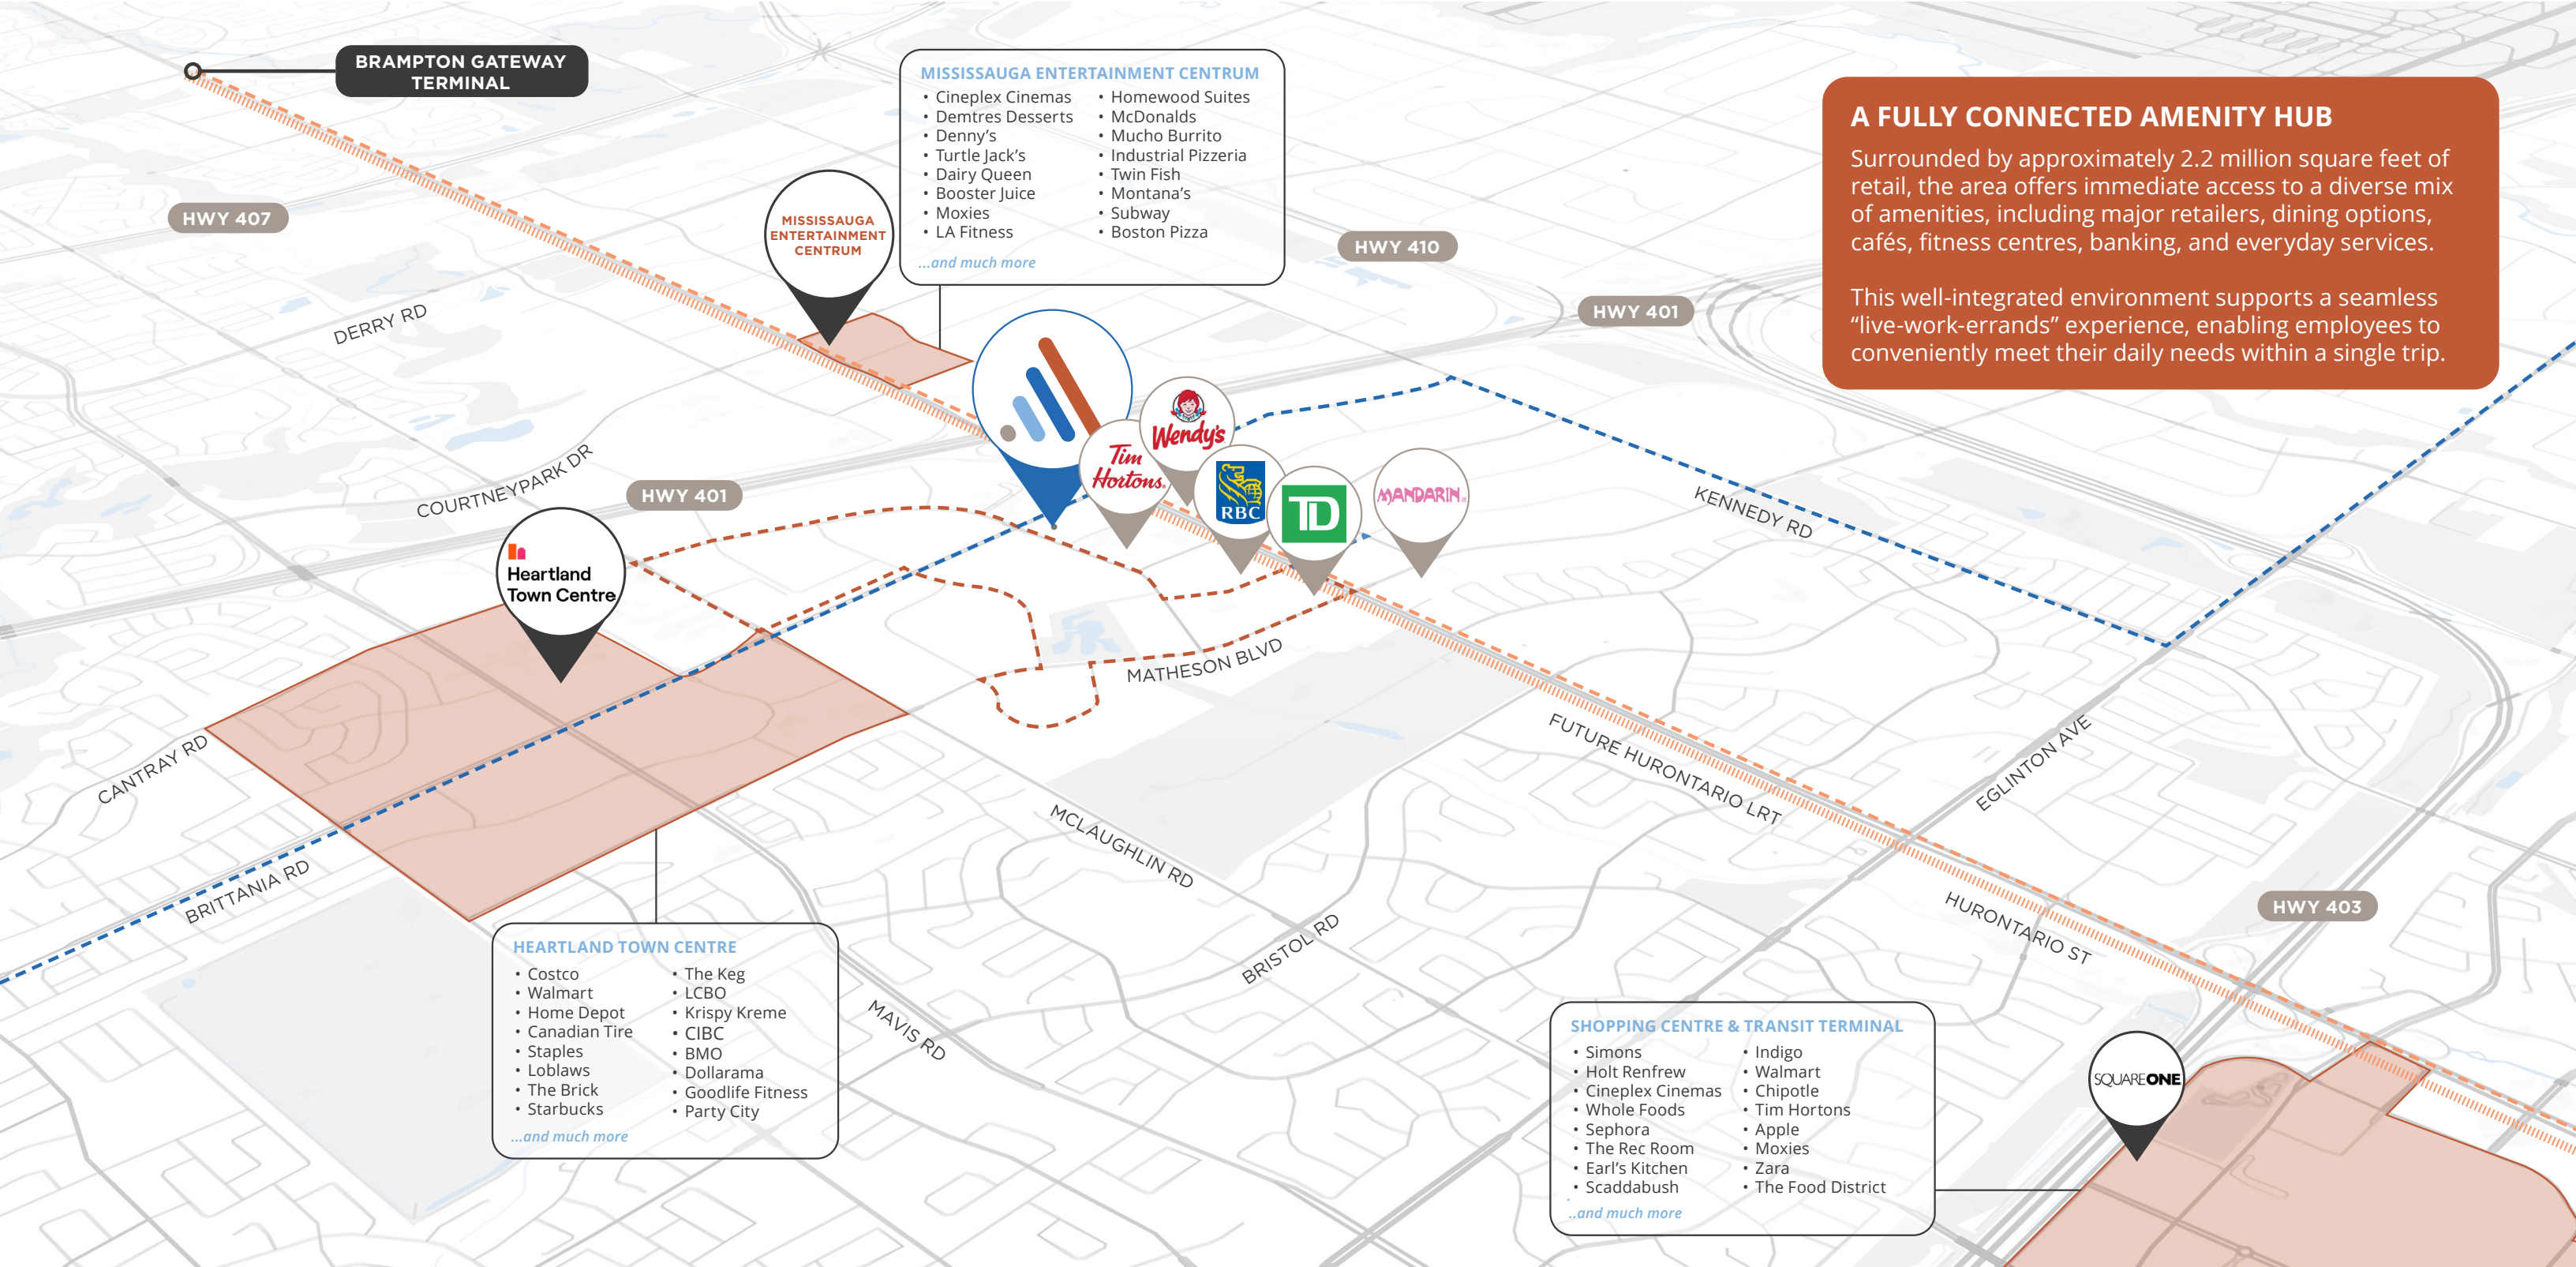 BRAMPTON GATEWAY
TERMINAL
MISSISSAUGA ENTERTAINMENT CENTRUM
• Cineplex Cinemas
• Demtres Desserts
• Denny's
• Turtle Jack's
• Dairy Queen
• Booster Juice
• Moxies
• LA Fitness
• Homewood Suites
• McDonalds
• Mucho Burrito
• Industrial Pizzeria
• Twin Fish
• Montana's
• Subway
• Boston Pizza
...and much more
A FULLY CONNECTED AMENITY HUB
Surrounded by approximately 2.2 million square feet of
retail, the area offers immediate access to a diverse mix
of amenities, including major retailers, dining options,
cafés, fitness centres, banking, and everyday services.
This well-integrated environment supports a seamless
“live-work-errands” experience, enabling employees to
conveniently meet their daily needs within a single trip.
HWY 407
MISSISSAUGA
ENTERTAINMENT
CENTRUM
HWY 410
HWY 401
DERRY RD
COURTNEYPARK DR
HWY 401
Tim
Hortons
Wendy's
RBC
TD
MANDARIN
KENNEDY RD
Heartland
Town Centre
MATHESON BLVD
CANTRAY RD
BRITTANIA RD
MCLAUGHLIN RD
FUTURE HURONTARIO LRT
EGLINTON AVE
HURONTARIO ST
HWY 403
BRISTOL RD
MAVIS RD
HEARTLAND TOWN CENTRE
• Costco
• Walmart
• Home Depot
• Canadian Tire
• Staples
• Loblaws
• The Brick
• Starbucks
• The Keg
• LCBO
• Krispy Kreme
• CIBC
• BMO
• Dollarama
• Goodlife Fitness
• Party City
...and much more
SHOPPING CENTRE & TRANSIT TERMINAL
• Simons
• Holt Renfrew
• Cineplex Cinemas
• Whole Foods
• Sephora
• The Rec Room
• Earl's Kitchen
• Scaddabush
• Indigo
• Walmart
• Chipotle
• Tim Hortons
• Apple
• Moxies
• Zara
• The Food District
.
..and much more
SQUAREONE